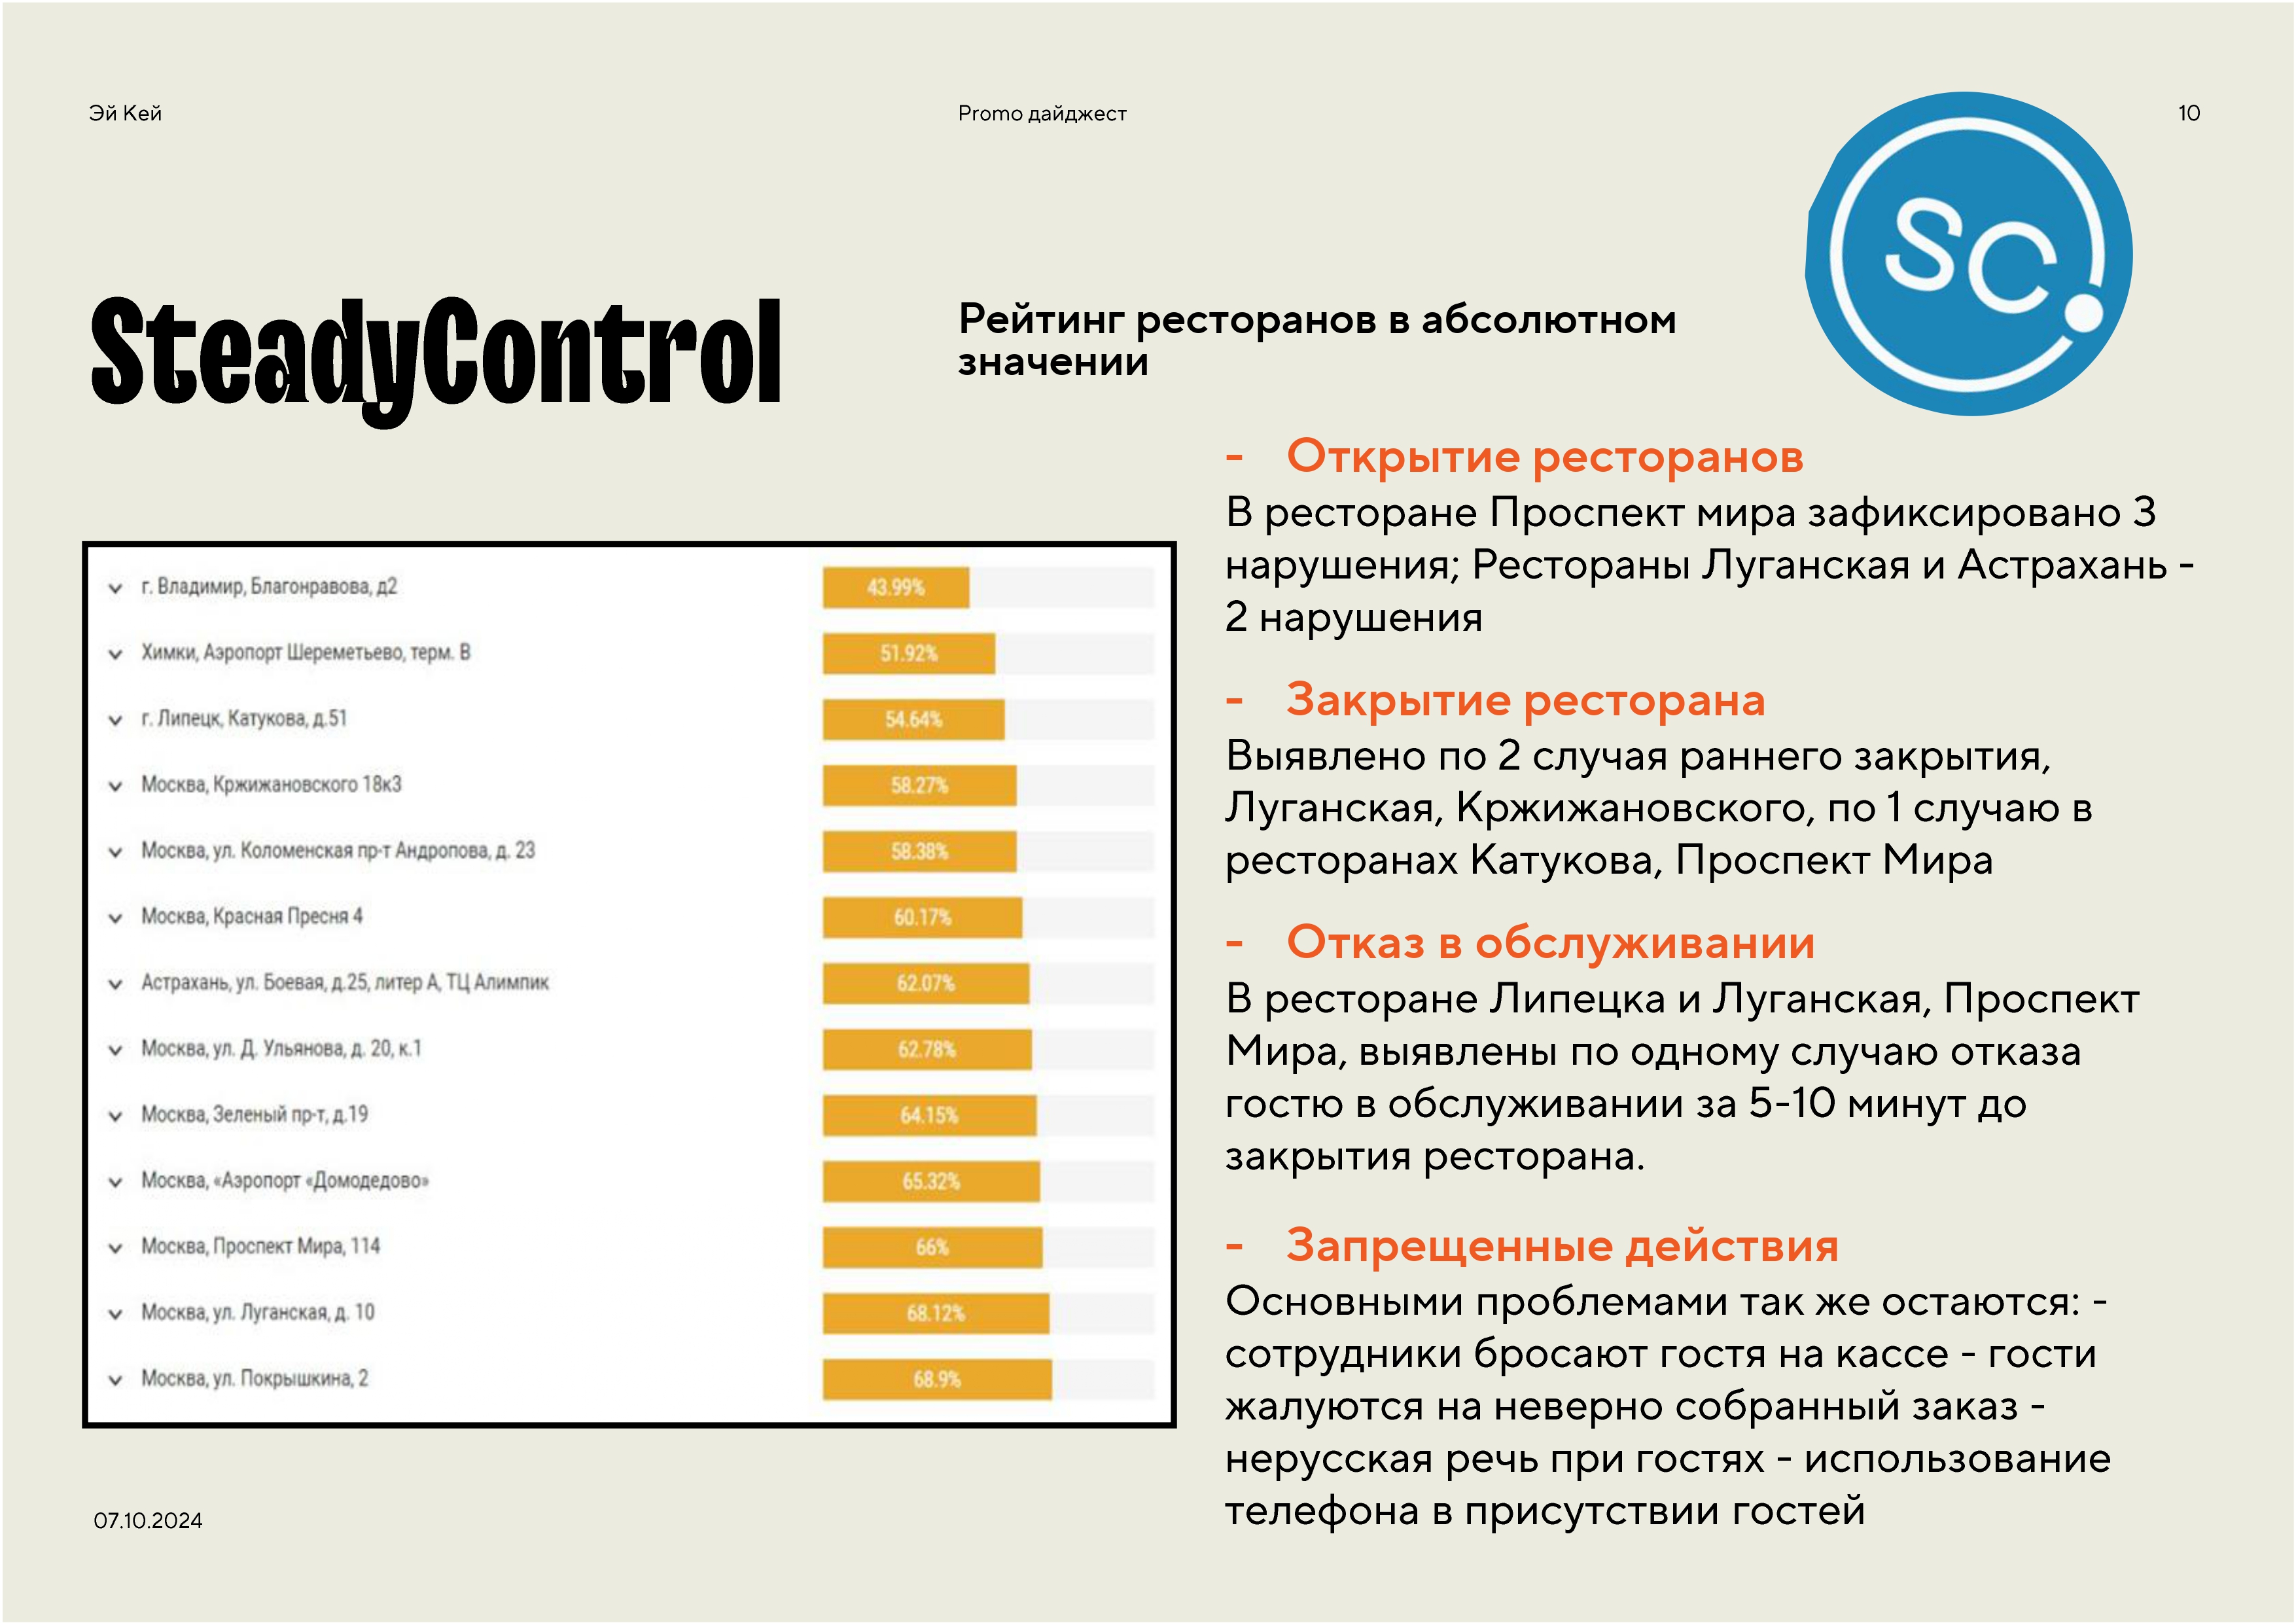 Эй Кей
Promo дайджест
10
SC
SteadyControl
Рейтинг ресторанов в абсолютном
значении
г. Владимир, Благонравова, д2
43.99%
Химки, Аэропорт Шереметьево, терм. В
51.92%
г. Липецк, Катукова, д.51
54.64%
Москва, Кржижановского 18к3
58.27%
Москва, ул. Коломенская пр-т Андропова, д. 23
58.38%
Москва, Красная Пресня 4
60.17%
Астрахань, ул. Боевая, д.25, литер А, ТЦ Алимпик
62.07%
Москва, ул. Д. Ульянова, д. 20, к.1
62.78%
Москва, Зеленый пр-т, д.19
64.15%
Москва, «Аэропорт «Домодедово»
65.32%
Москва, Проспект Мира, 114
66%
Москва, ул. Луганская, д. 10
68.12%
Москва, ул. Покрышкина, 2
68.9%
- Открытие ресторанов
В ресторане Проспект мира зафиксировано 3
нарушения; Рестораны Луганская и Астрахань -
2 нарушения
- Закрытие ресторана
Выявлено по 2 случая раннего закрытия,
Луганская, Кржижановского, по 1 случаю в
ресторанах Катукова, Проспект Мира
- Отказ в обслуживании
В ресторане Липецка и Луганская, Проспект
Мира, выявлены по одному случаю отказа
гостю в обслуживании за 5-10 минут до
закрытия ресторана.
- Запрещенные действия
Основными проблемами так же остаются: -
сотрудники бросают гостя на кассе - гости
жалуются на неверно собранный заказ -
нерусская речь при гостях - использование
телефона в присутствии гостей
07.10.2024